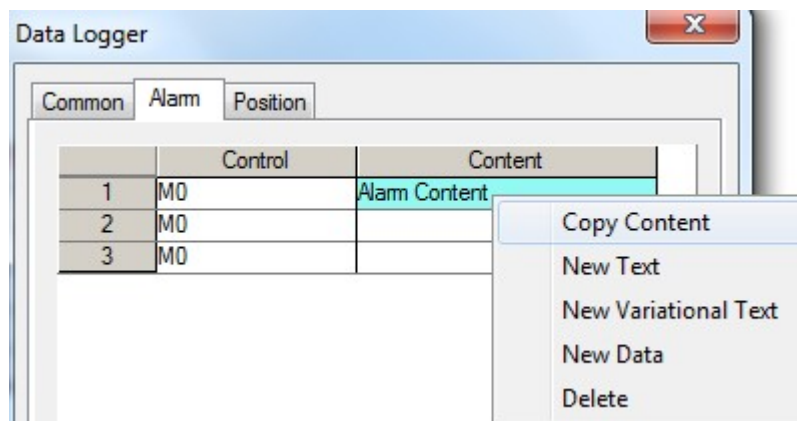 Data Logger
Common Alarm Position
Control Content
1 M0 Alarm Content
2 M0
3 M0
Copy Content
New Text
New Variational Text
New Data
Delete